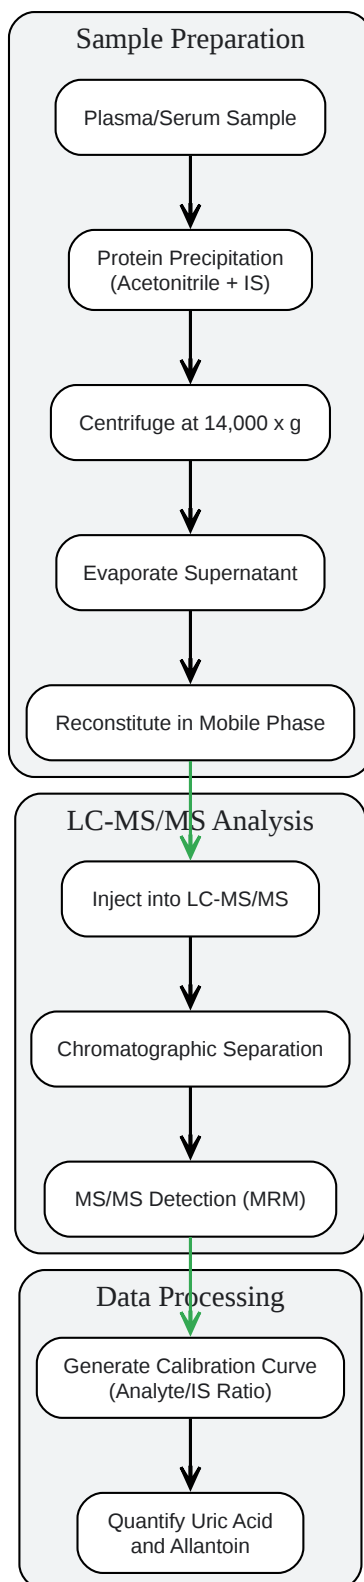 Sample Preparation
Plasma/Serum Sample
Protein Precipitation
(Acetonitrile + IS)
Centrifuge at 14,000 x g
Evaporate Supernatant
Reconstitute in Mobile Phase
LC-MS/MS Analysis
Inject into LC-MS/MS
Chromatographic Separation
MS/MS Detection (MRM)
Data Processing
Generate Calibration Curve
(Analyte/IS Ratio)
Quantify Uric Acid
and Allantoin